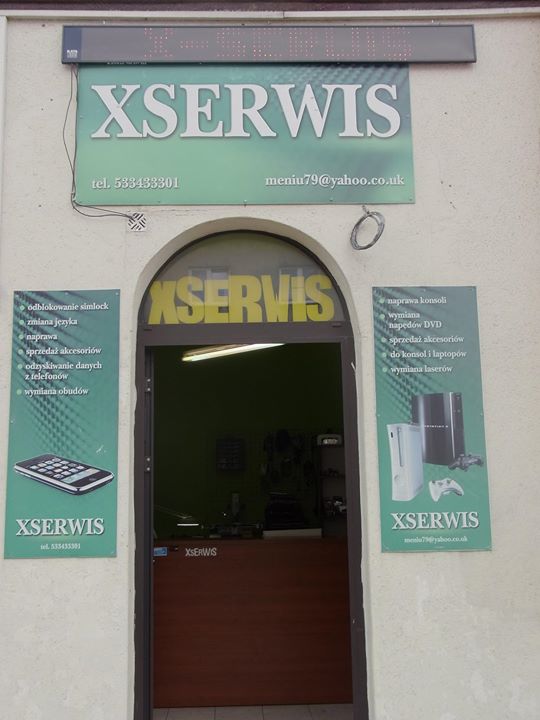 X-SERWIS
XSERWIS
tel. 533433301
meniu79@yahoo.co.uk
XSERWIS
odblokowanie simlock
zmiana języka
naprawa
sprzedaż akcesoriów
odzyskiwanie danych
z telefonów
wymiana obudów
XSERWIS
tel. 533433301
naprawa konsoli
wymiana
napędów DVD
sprzedaż akcesoriów
do konsol i laptopów
wymiana laserów
XSERWIS
meniu79@yahoo.co.uk
XSERWIS